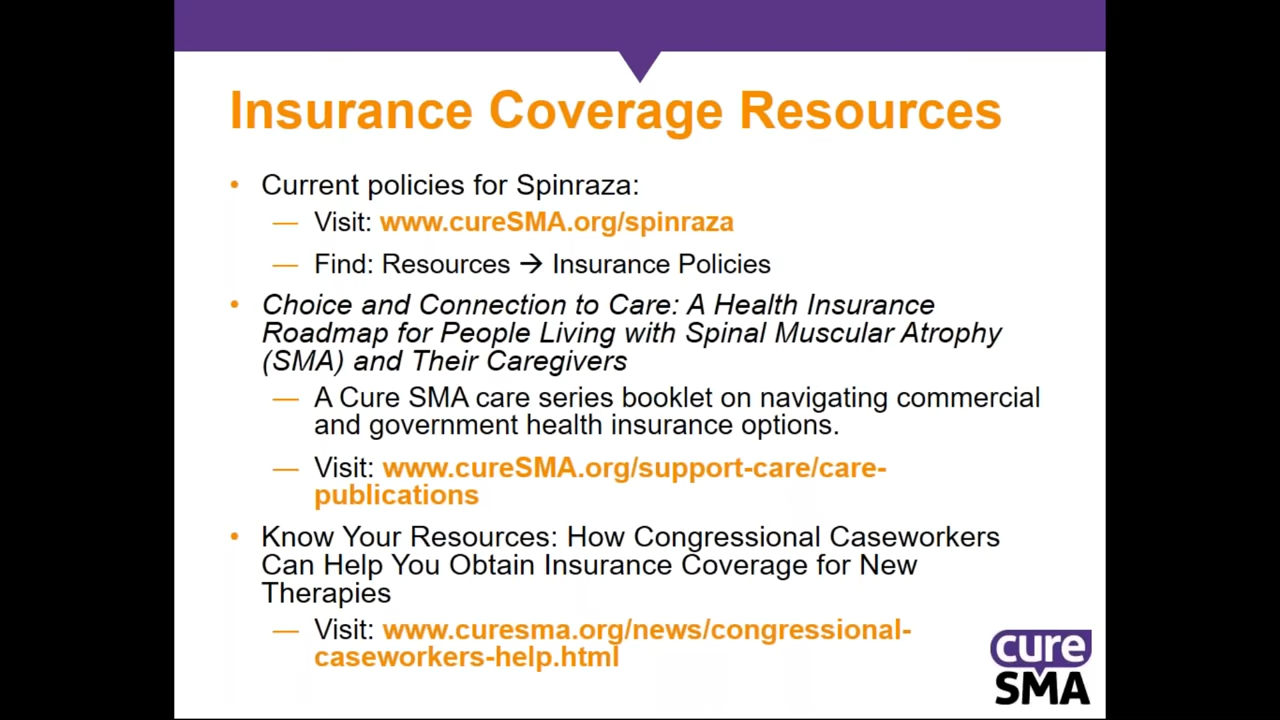 Insurance Coverage Resources
• Current policies for Spinraza:
— Visit: www.cureSMA.org/spinraza
— Find: Resources → Insurance Policies
• Choice and Connection to Care: A Health Insurance
Roadmap for People Living with Spinal Muscular Atrophy
(SMA) and Their Caregivers
— A Cure SMA care series booklet on navigating commercial
and government health insurance options.
— Visit: www.cureSMA.org/support-care/care-
publications
• Know Your Resources: How Congressional Caseworkers
Can Help You Obtain Insurance Coverage for New
Therapies
— Visit: www.curesma.org/news/congressional-
caseworkers-help.html
cure
SMA